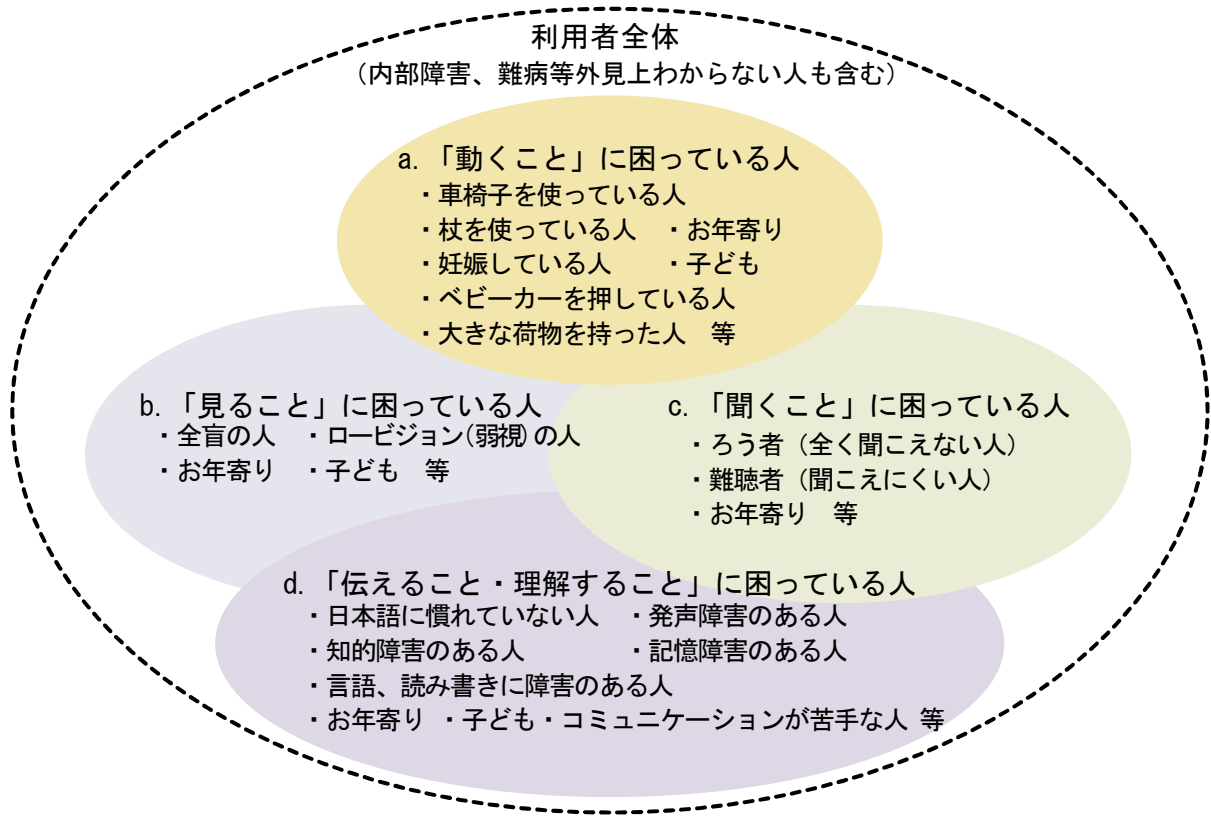 利用者全体
（内部障害、難病等外見上わからない人も含む）
a. 「動くこと」に困っている人
・車椅子を使っている人
・杖を使っている人　・お年寄り
・妊娠している人　・子ども
・ベビーカーを押している人
・大きな荷物を持った人　等
b. 「見ること」に困っている人
・全盲の人　・ロービジョン（弱視）の人
・お年寄り　・子ども　等
c. 「聞くこと」に困っている人
・ろう者（全く聞こえない人）
・難聴者（聞こえにくい人）
・お年寄り　等
d. 「伝えること・理解すること」に困っている人
・日本語に慣れていない人　・発声障害のある人
・知的障害のある人　・記憶障害のある人
・言語、読み書きに障害のある人
・お年寄り ・子ども・コミュニケーションが苦手な人 等